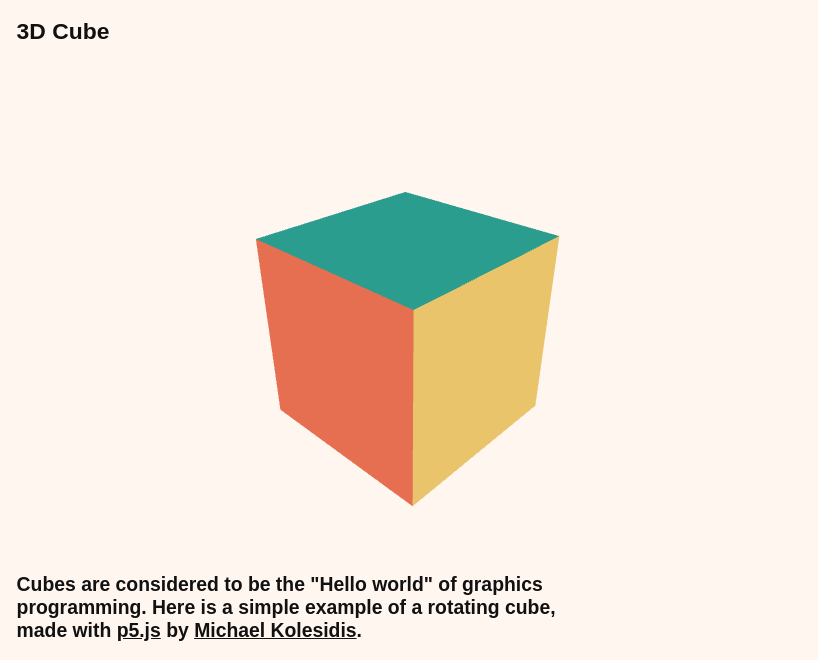 3D Cube
Cubes are considered to be the "Hello world" of graphics
programming. Here is a simple example of a rotating cube,
made with p5.js by Michael Kolesidis.